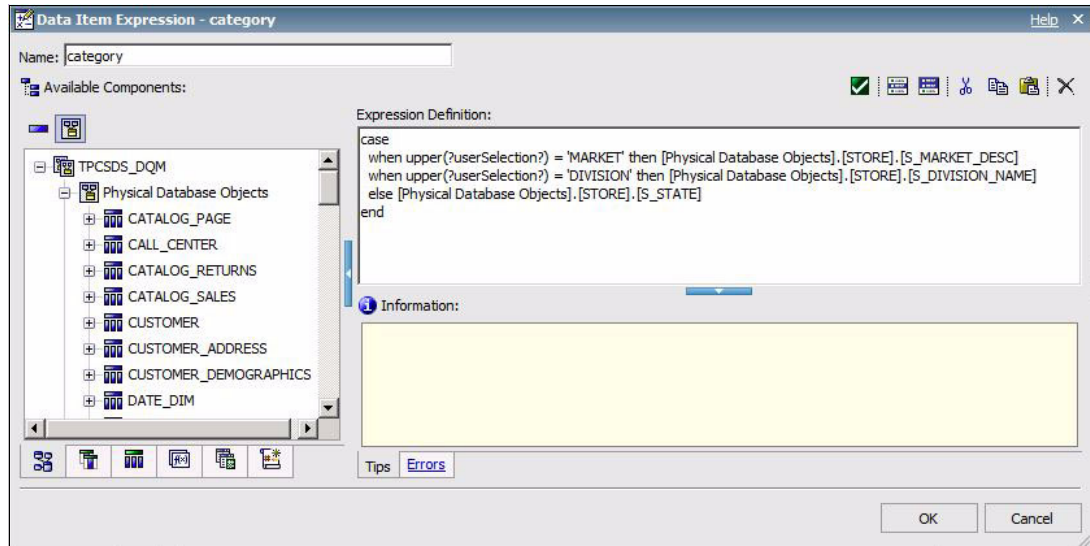 Data Item Expression - category
Help
Name: category
Available Components:
TPCSDS_DQM
Physical Database Objects
CATALOG_PAGE
CALL_CENTER
CATALOG_RETURNS
CATALOG_SALES
CUSTOMER
CUSTOMER_ADDRESS
CUSTOMER_DEMOGRAPHICS
DATE_DIM
Expression Definition:
case
when upper(?userSelection?) = 'MARKET' then [Physical Database Objects].[STORE].[S_MARKET_DESC]
when upper(?userSelection?) = 'DIVISION' then [Physical Database Objects].[STORE].[S_DIVISION_NAME]
else [Physical Database Objects].[STORE].[S_STATE]
end
Information:
Tips Errors
OK Cancel